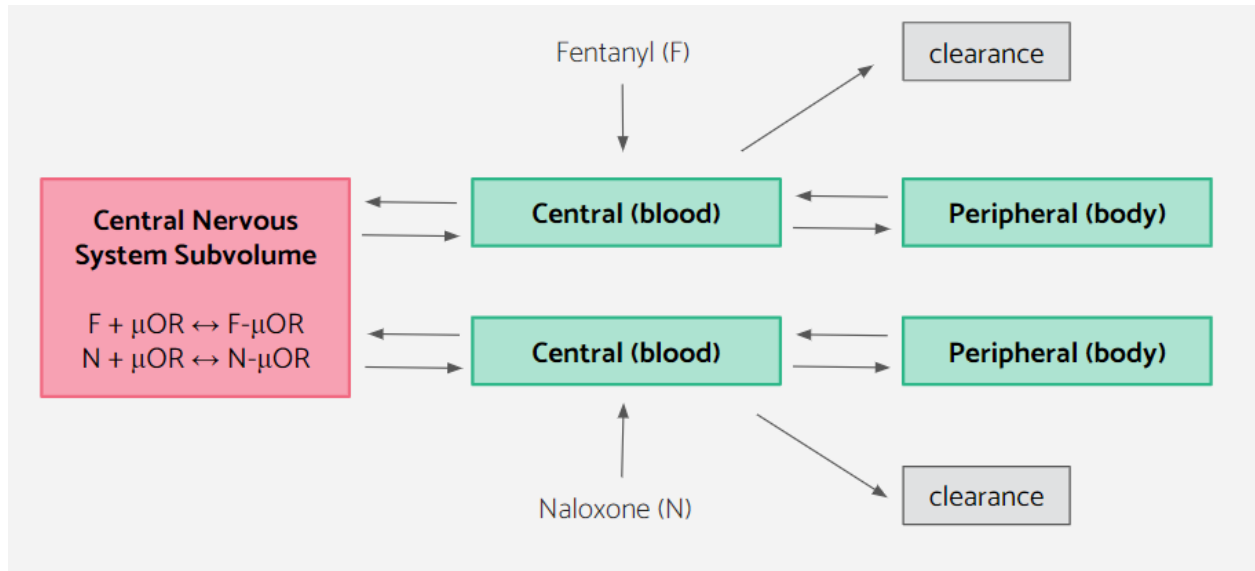 Fentanyl (F)
clearance
Central Nervous
System Subvolume
F + μOR ↔ F-μOR
N + μOR ↔ N-μOR
Central (blood)
Peripheral (body)
Central (blood)
Peripheral (body)
Naloxone (N)
clearance